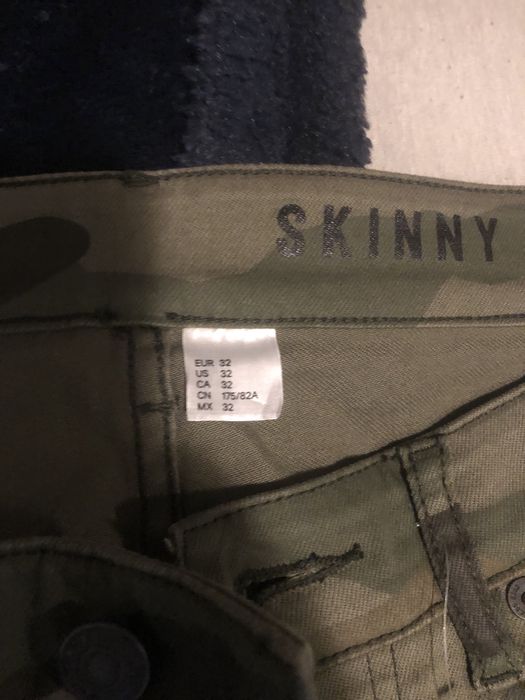 SKINNY
EUR 32
US 32
CA 32
CN 175/82A
MX 32